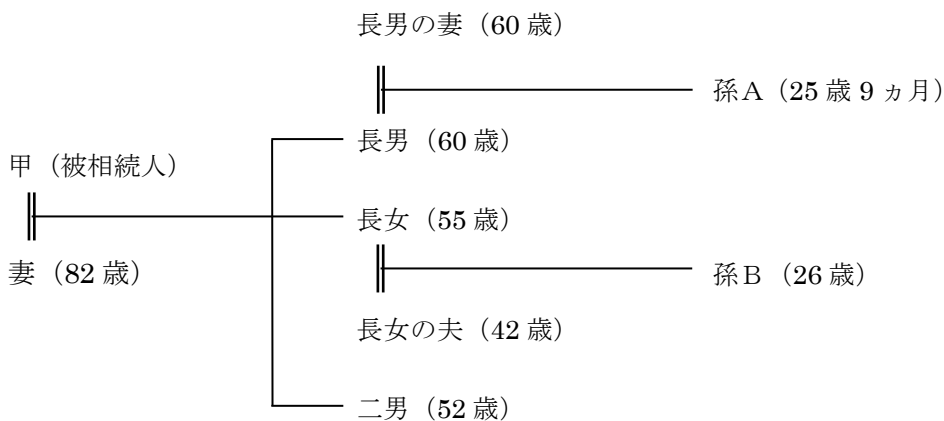 長男の妻（60 歳）
孫A（25 歳 9 ヵ月）
長男（60 歳）
甲（被相続人）
長女（55 歳）
妻（82 歳）
孫B（26 歳）
長女の夫（42 歳）
二男（52 歳）